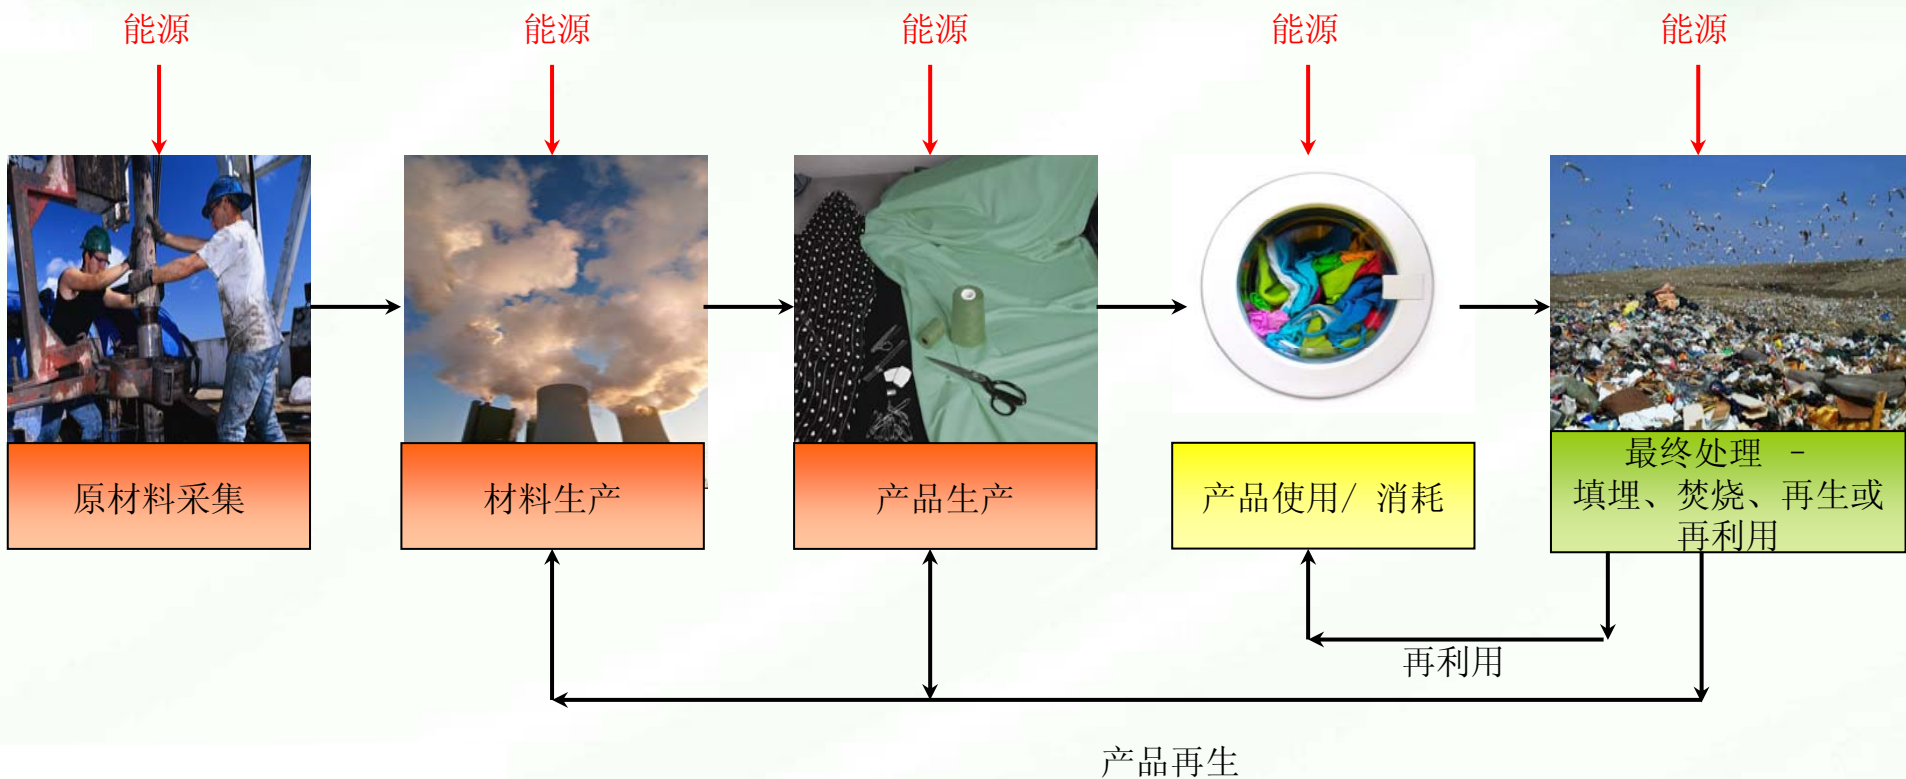 能源
能源
能源
能源
能源
原材料采集
材料生产
产品生产
产品使用/ 消耗
最终处理 -
填埋、焚烧、再生或
再利用
再利用
产品再生